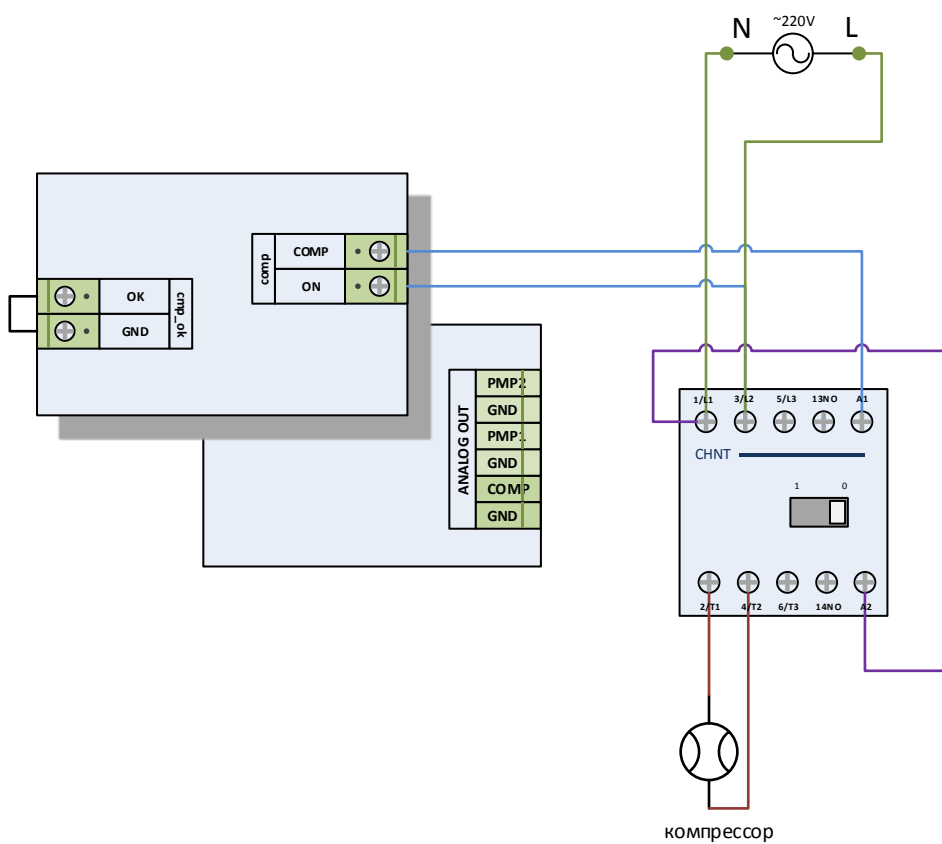 N ~220V L
comp
COMP
ON
OK
GND
cmp_ok
ANALOG OUT
PMP2
GND
PMP1
GND
COMP
GND
1/L1 3/L2 5/L3 13NO A1
CHNT
1 0
2/T1 4/T2 6/T3 14NO A2
компрессор